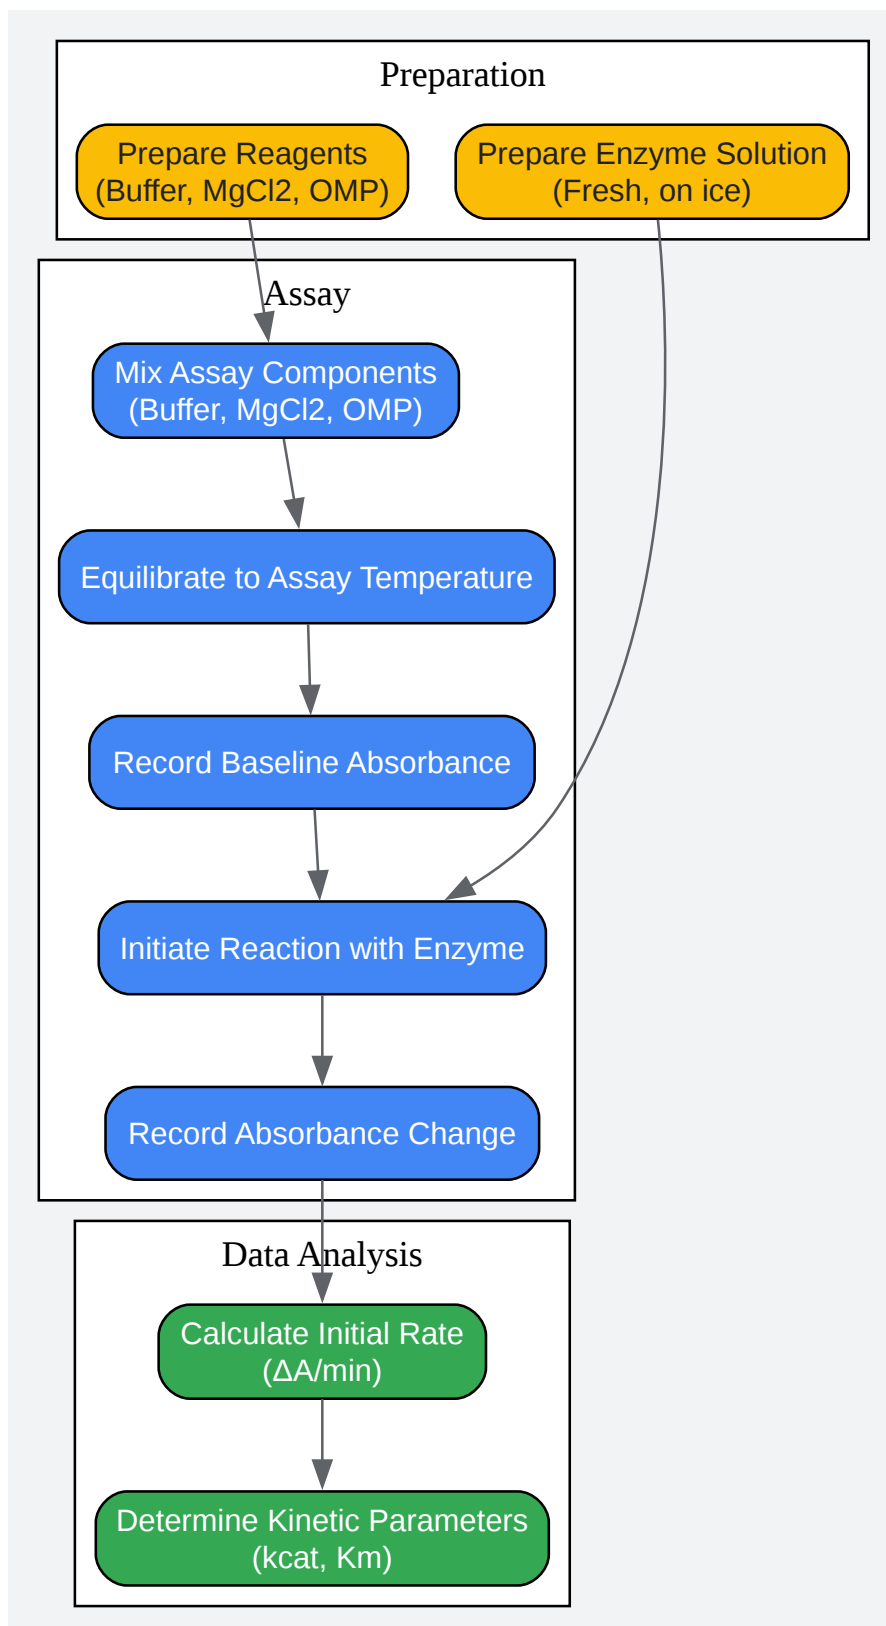 Preparation
Prepare Reagents
(Buffer, MgCl2, OMP)
Prepare Enzyme Solution
(Fresh, on ice)
Assay
Mix Assay Components
(Buffer, MgCl2, OMP)
Equilibrate to Assay Temperature
Record Baseline Absorbance
Initiate Reaction with Enzyme
Record Absorbance Change
Data Analysis
Calculate Initial Rate
(ΔA/min)
Determine Kinetic Parameters
(kcat, Km)